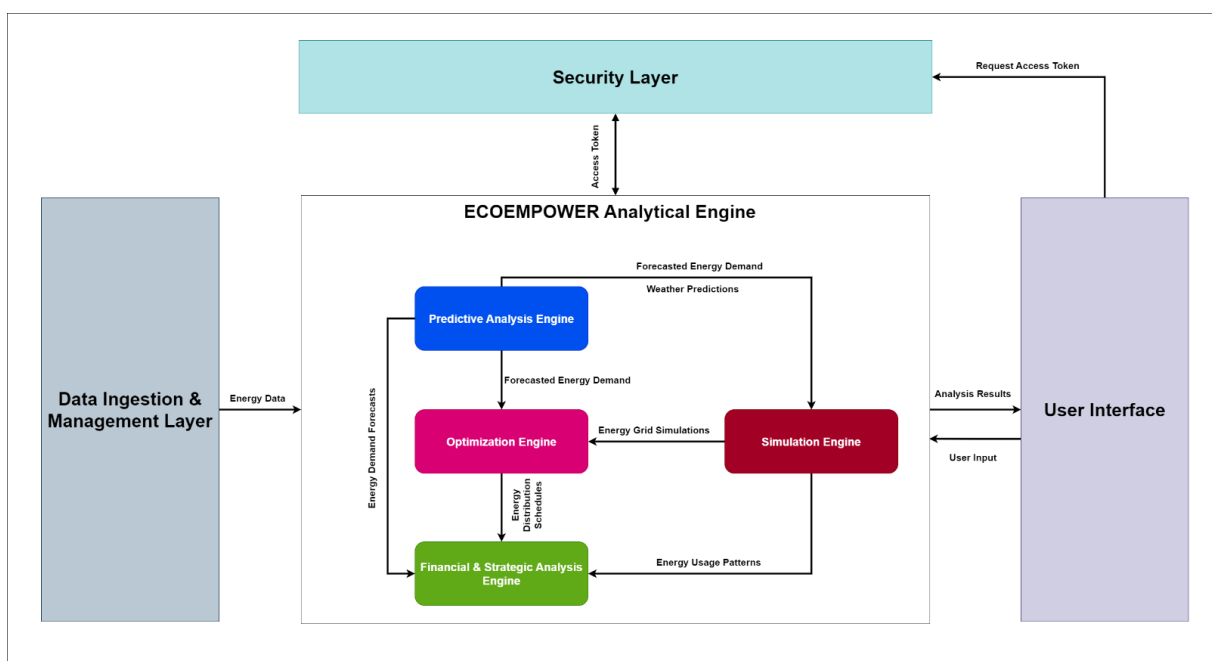 Security Layer
Request Access Token
Access Token
ECOEMPOWER Analytical Engine
Forecasted Energy Demand
Weather Predictions
Predictive Analysis Engine
Forecasted Energy Demand
Energy Demand Forecasts
Data Ingestion &
Management Layer
Energy Data
Optimization Engine
Energy Grid Simulations
Simulation Engine
Analysis Results
User Input
User Interface
Energy
Distribution
Schedules
Financial & Strategic Analysis
Engine
Energy Usage Patterns